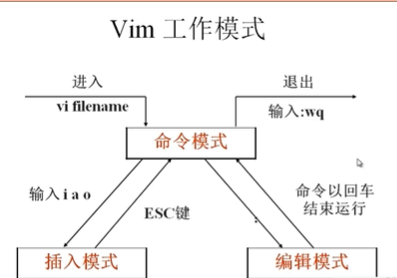 Vim 工作模式
进入
退出
vi filename
输入:wq
命令模式
输入 i a o
ESC键
:
命令以回车
结束运行
插入模式
编辑模式